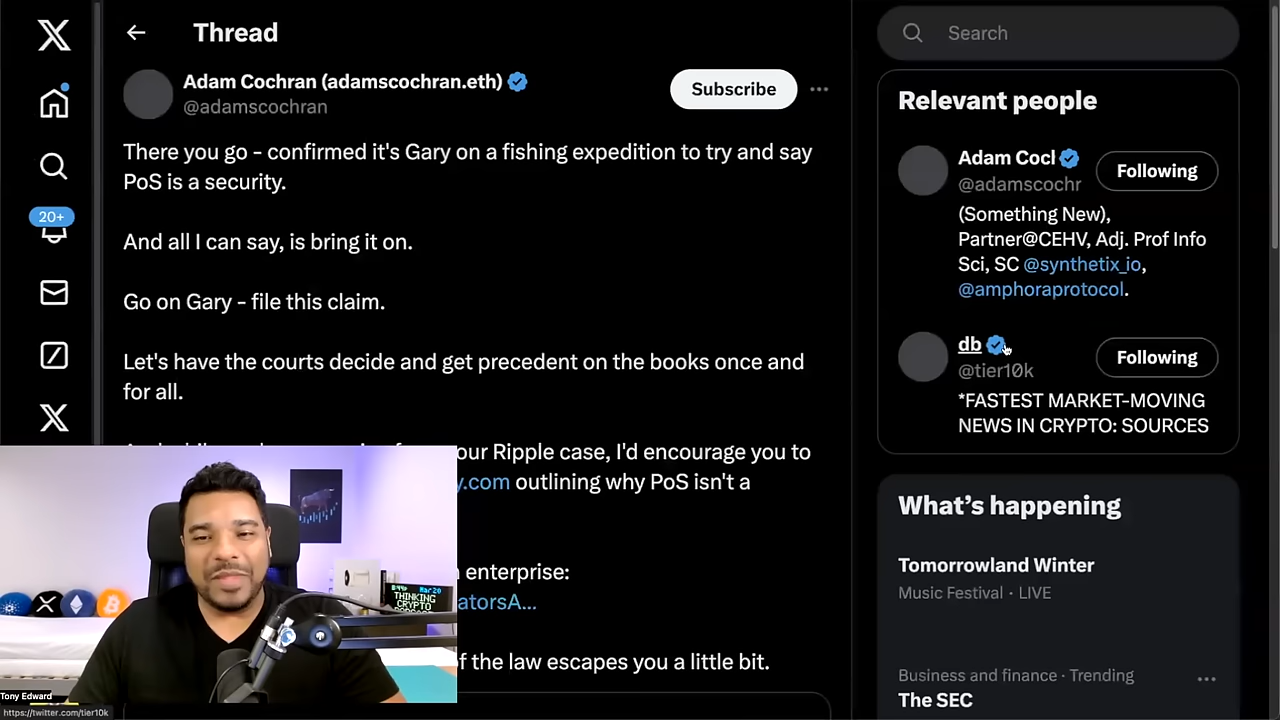 Thread
Adam Cochran (adamscochran.eth)
@adamscochran
Subscribe
There you go - confirmed it's Gary on a fishing expedition to try and say
PoS is a security.
And all I can say, is bring it on.
Go on Gary - file this claim.
Let's have the courts decide and get precedent on the books once and
for all.
our Ripple case, I'd encourage you to
y.com outlining why PoS isn't a
enterprise:
atorsA...
f the law escapes you a little bit.
20+
Search
Relevant people
Adam Cocl
@adamscochr
Following
(Something New),
Partner@CEHV, Adj. Prof Info
Sci, SC @synthetix_io,
@amphoraprotocol.
db
@tier10k
Following
*FASTEST MARKET-MOVING
NEWS IN CRYPTO: SOURCES
What's happening
Tomorrowland Winter
Music Festival · LIVE
Business and finance · Trending
The SEC
Mar20
THINKING
CRYPTO
PODCAST
Tony Edward
https://twitter.com/tier10k